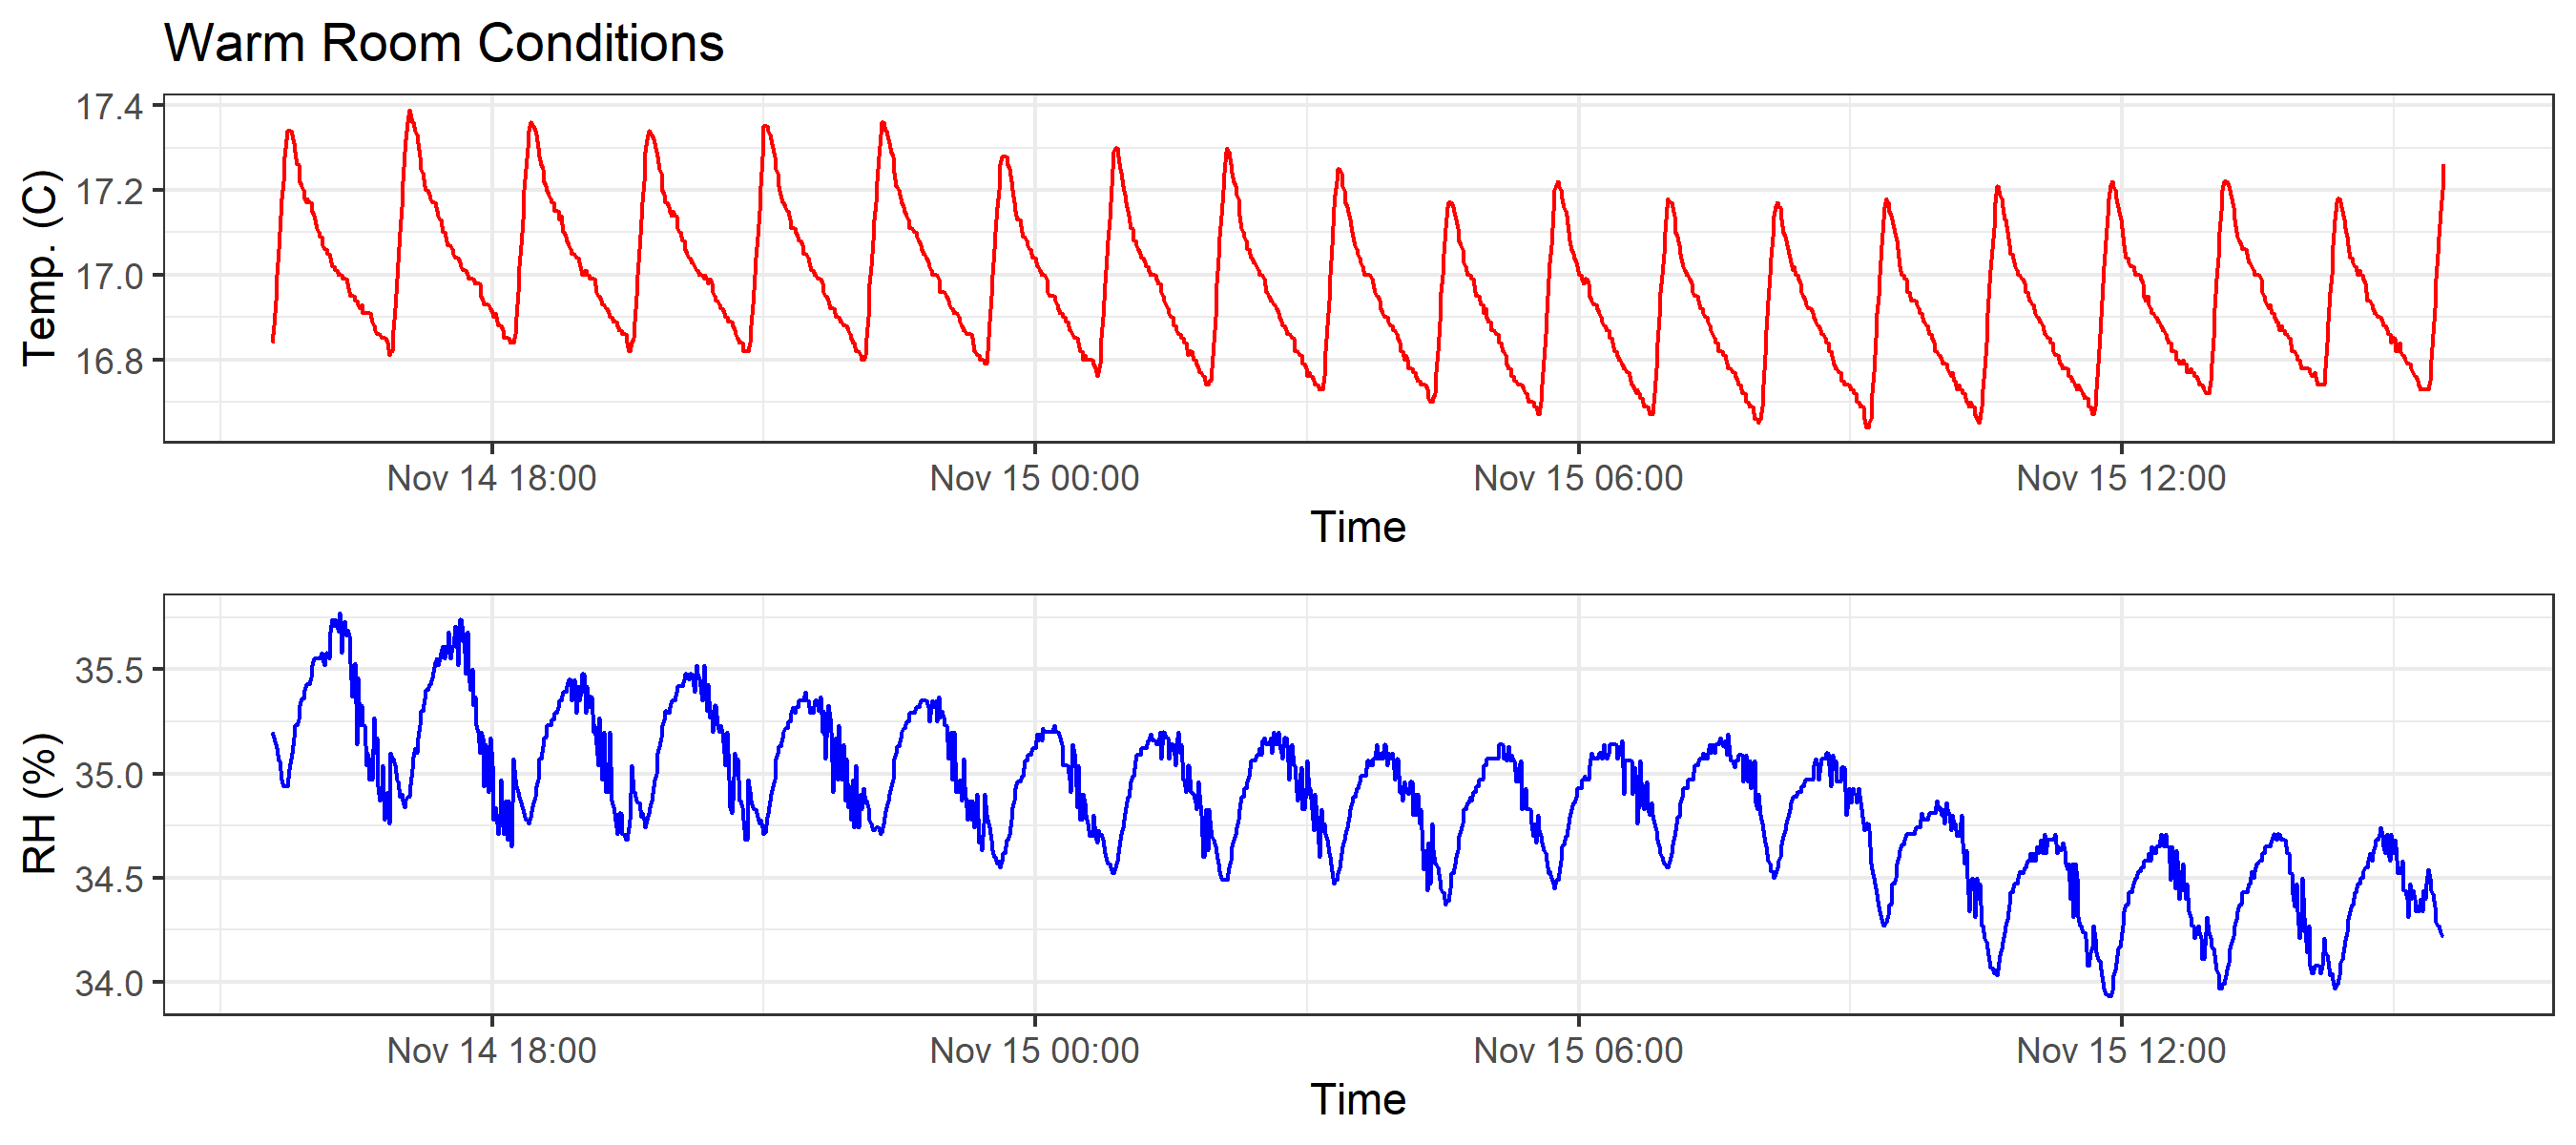 Warm Room Conditions
Temp. (C)
17.4
17.2
17.0
16.8
Nov 14 18:00 Nov 15 00:00 Nov 15 06:00 Nov 15 12:00
Time
RH (%)
35.5
35.0
34.5
34.0
Nov 14 18:00 Nov 15 00:00 Nov 15 06:00 Nov 15 12:00
Time